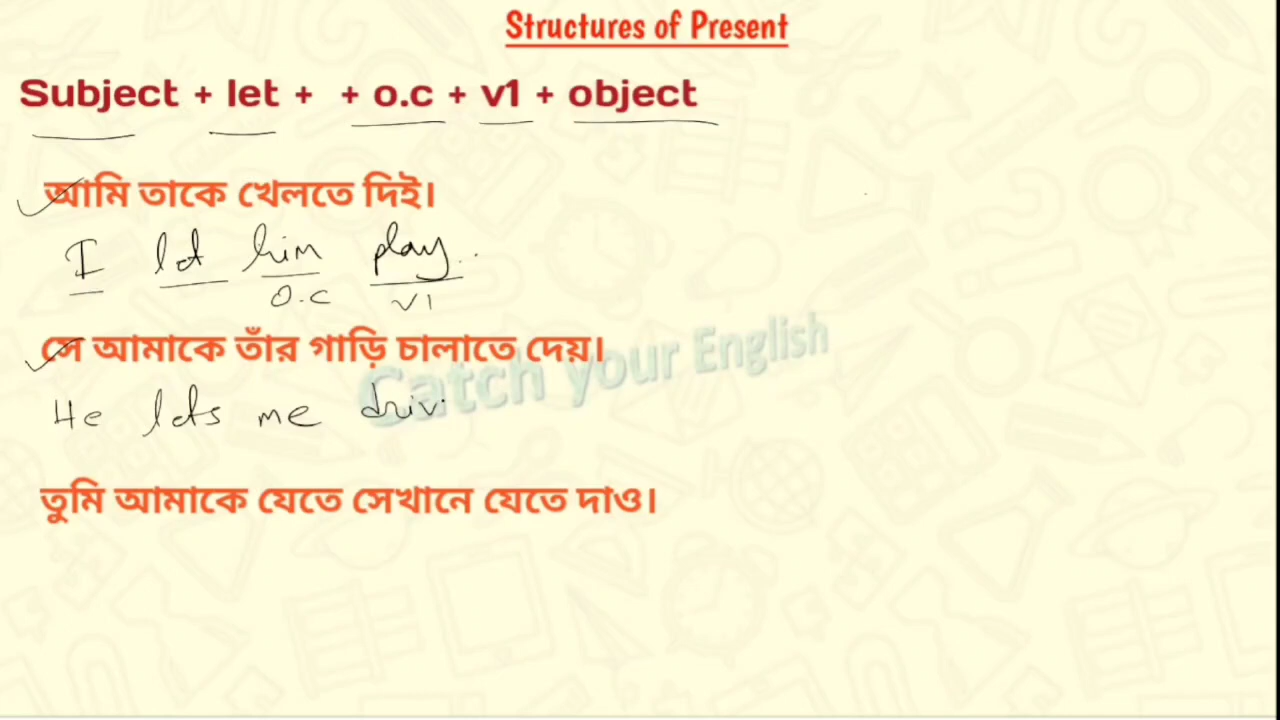 Structures of Present
Subject + let + + o.c + v1 + object
আমি তাকে খেলতে দিই।
I let him play..
o.c v1
সে আমাকে তাঁর গাড়ি চালাতে দেয়।
He lets me driv
Catch your English
তুমি আমাকে যেতে সেখানে যেতে দাও।